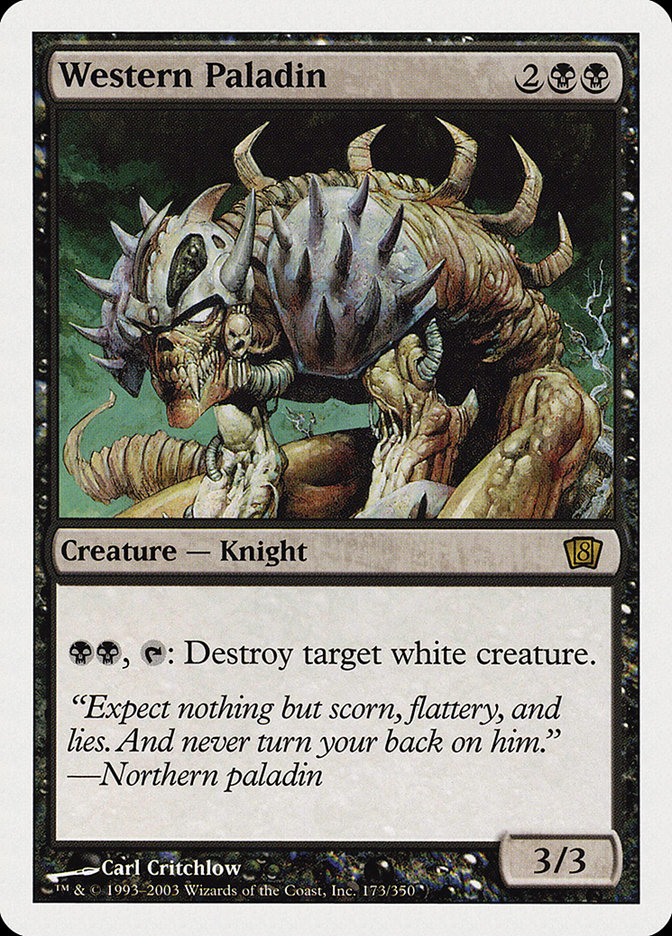 Western Paladin 2
Creature — Knight 8
, : Destroy target white creature.
“Expect nothing but scorn, flattery, and
lies. And never turn your back on him.”
—Northern paladin
3/3
Carl Critchlow
™ & © 1993–2003 Wizards of the Coast, Inc. 173/350